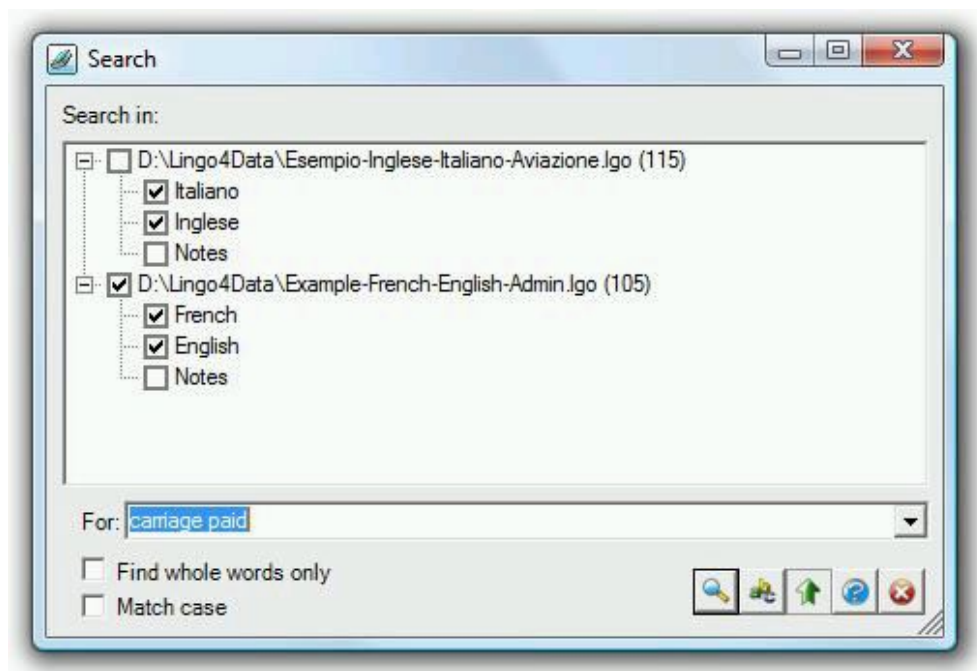 Search
Search in:
D:\Lingo4Data\Esempio-Inglese-Italiano-Aviazione.lgo (115)
Italiano
Inglese
Notes
D:\Lingo4Data\Example-French-English-Admin.lgo (105)
French
English
Notes
For: carriage paid
Find whole words only
Match case